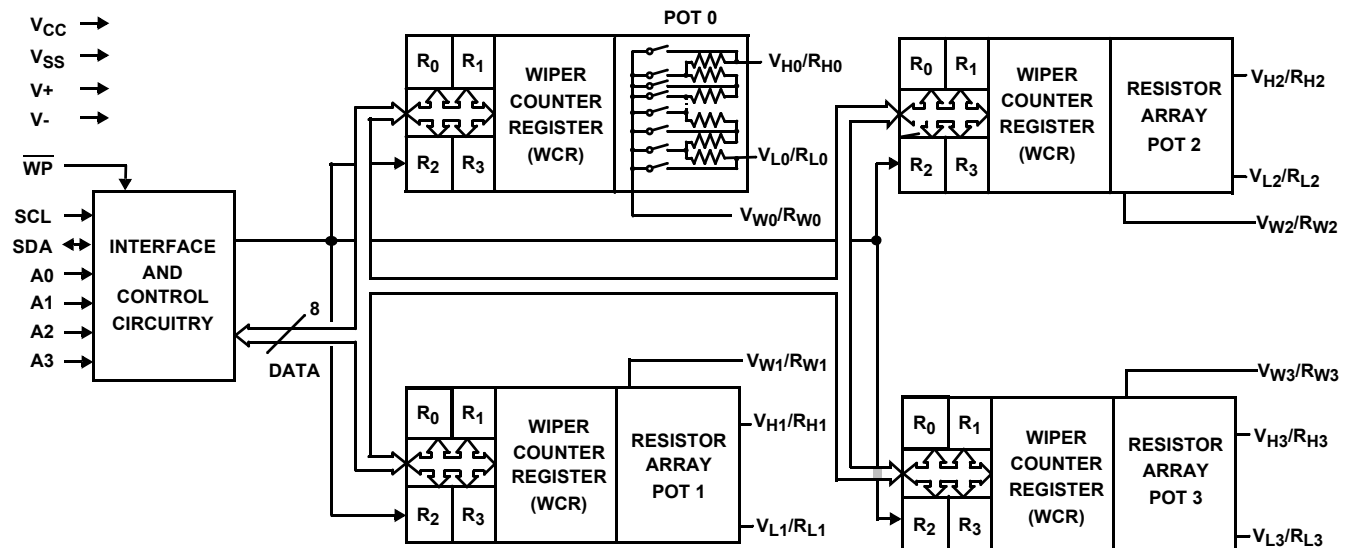 VCC
VSS
V+
V-
WP
SCL
SDA
A0
A1
A2
A3
INTERFACE
AND
CONTROL
CIRCUITRY
8
DATA
POT 0
R0 R1
R2 R3
WIPER
COUNTER
REGISTER
(WCR)
VH0/RH0
VL0/RL0
VW0/RW0
R0 R1
R2 R3
WIPER
COUNTER
REGISTER
(WCR)
RESISTOR
ARRAY
POT 2
VH2/RH2
VL2/RL2
VW2/RW2
VW1/RW1
R0 R1
R2 R3
WIPER
COUNTER
REGISTER
(WCR)
RESISTOR
ARRAY
POT 1
VH1/RH1
VL1/RL1
VW3/RW3
R0 R1
R2 R3
WIPER
COUNTER
REGISTER
(WCR)
RESISTOR
ARRAY
POT 3
VH3/RH3
VL3/RL3